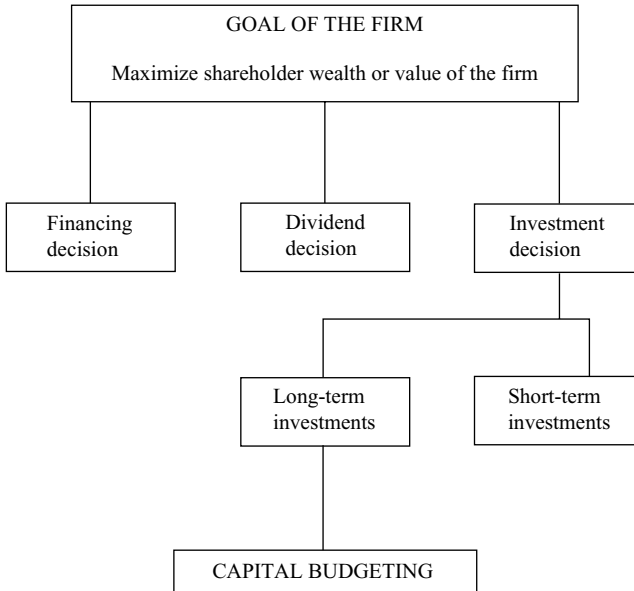 GOAL OF THE FIRM
Maximize shareholder wealth or value of the firm
Financing
decision
Dividend
decision
Investment
decision
Long-term
investments
Short-term
investments
CAPITAL BUDGETING